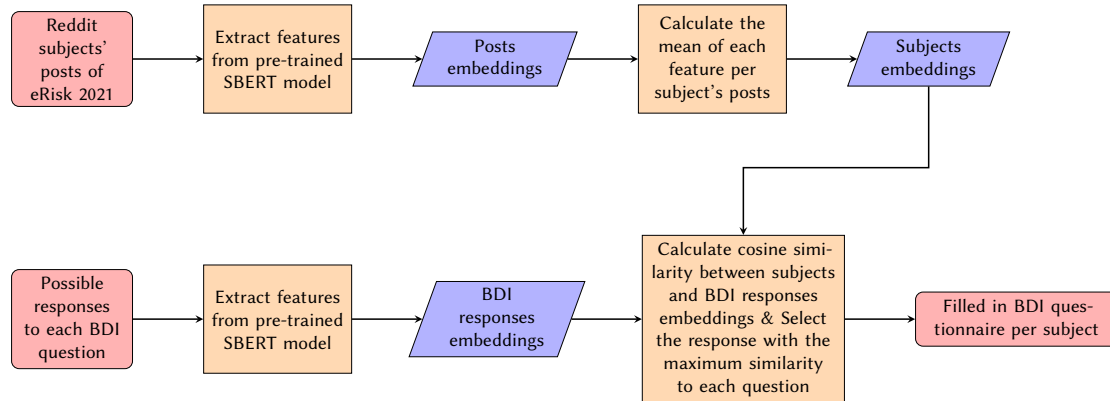 Reddit
subjects'
posts of
eRisk 2021
Extract features
from pre-trained
SBERT model
Posts
embeddings
Calculate the
mean of each
feature per
subject's posts
Subjects
embeddings
Possible
responses
to each BDI
question
Extract features
from pre-trained
SBERT model
BDI
responses
embeddings
Calculate cosine simi-
larity between subjects
and BDI responses
embeddings & Select
the response with the
maximum similarity
to each question
Filled in BDI ques-
tionnaire per subject